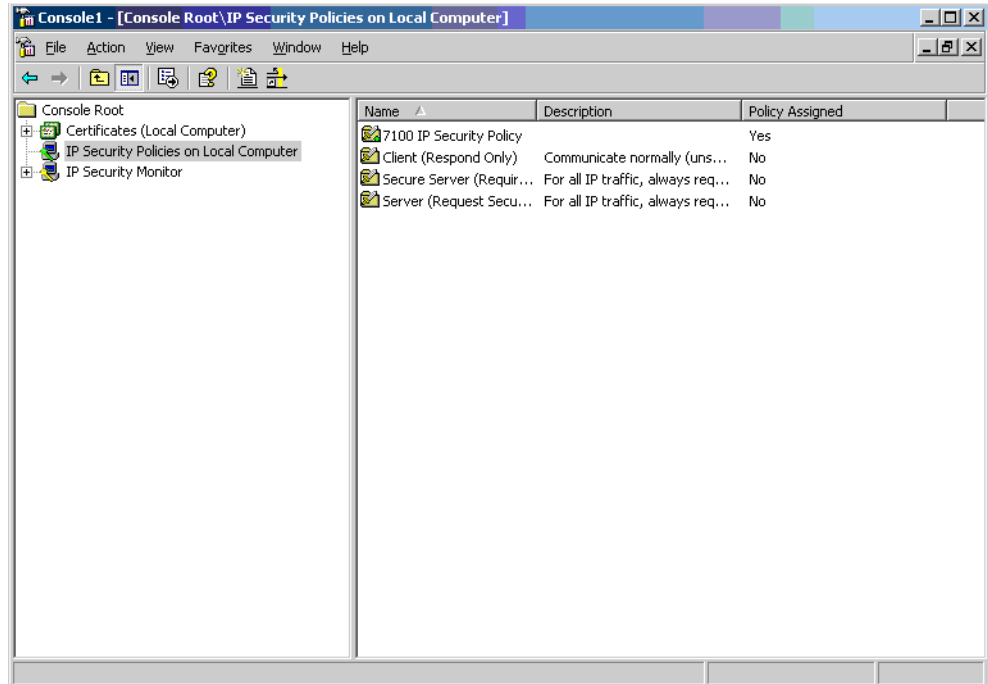 Console1 - [Console Root\IP Security Policies on Local Computer]
File Action View Favorites Window Help
Console Root
Certificates (Local Computer)
IP Security Policies on Local Computer
IP Security Monitor
Name Description Policy Assigned
7100 IP Security Policy Yes
Client (Respond Only) Communicate normally (uns... No
Secure Server (Requir... For all IP traffic, always req... No
Server (Request Secu... For all IP traffic, always req... No